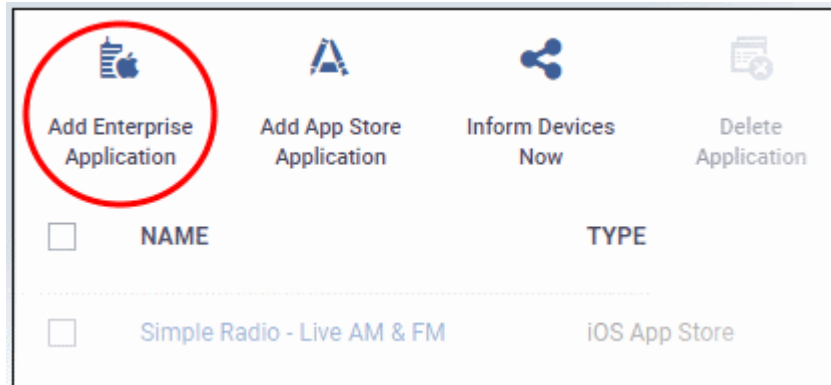 Add Enterprise Application
Add App Store Application
Inform Devices Now
Delete Application
NAME TYPE
Simple Radio - Live AM & FM iOS App Store